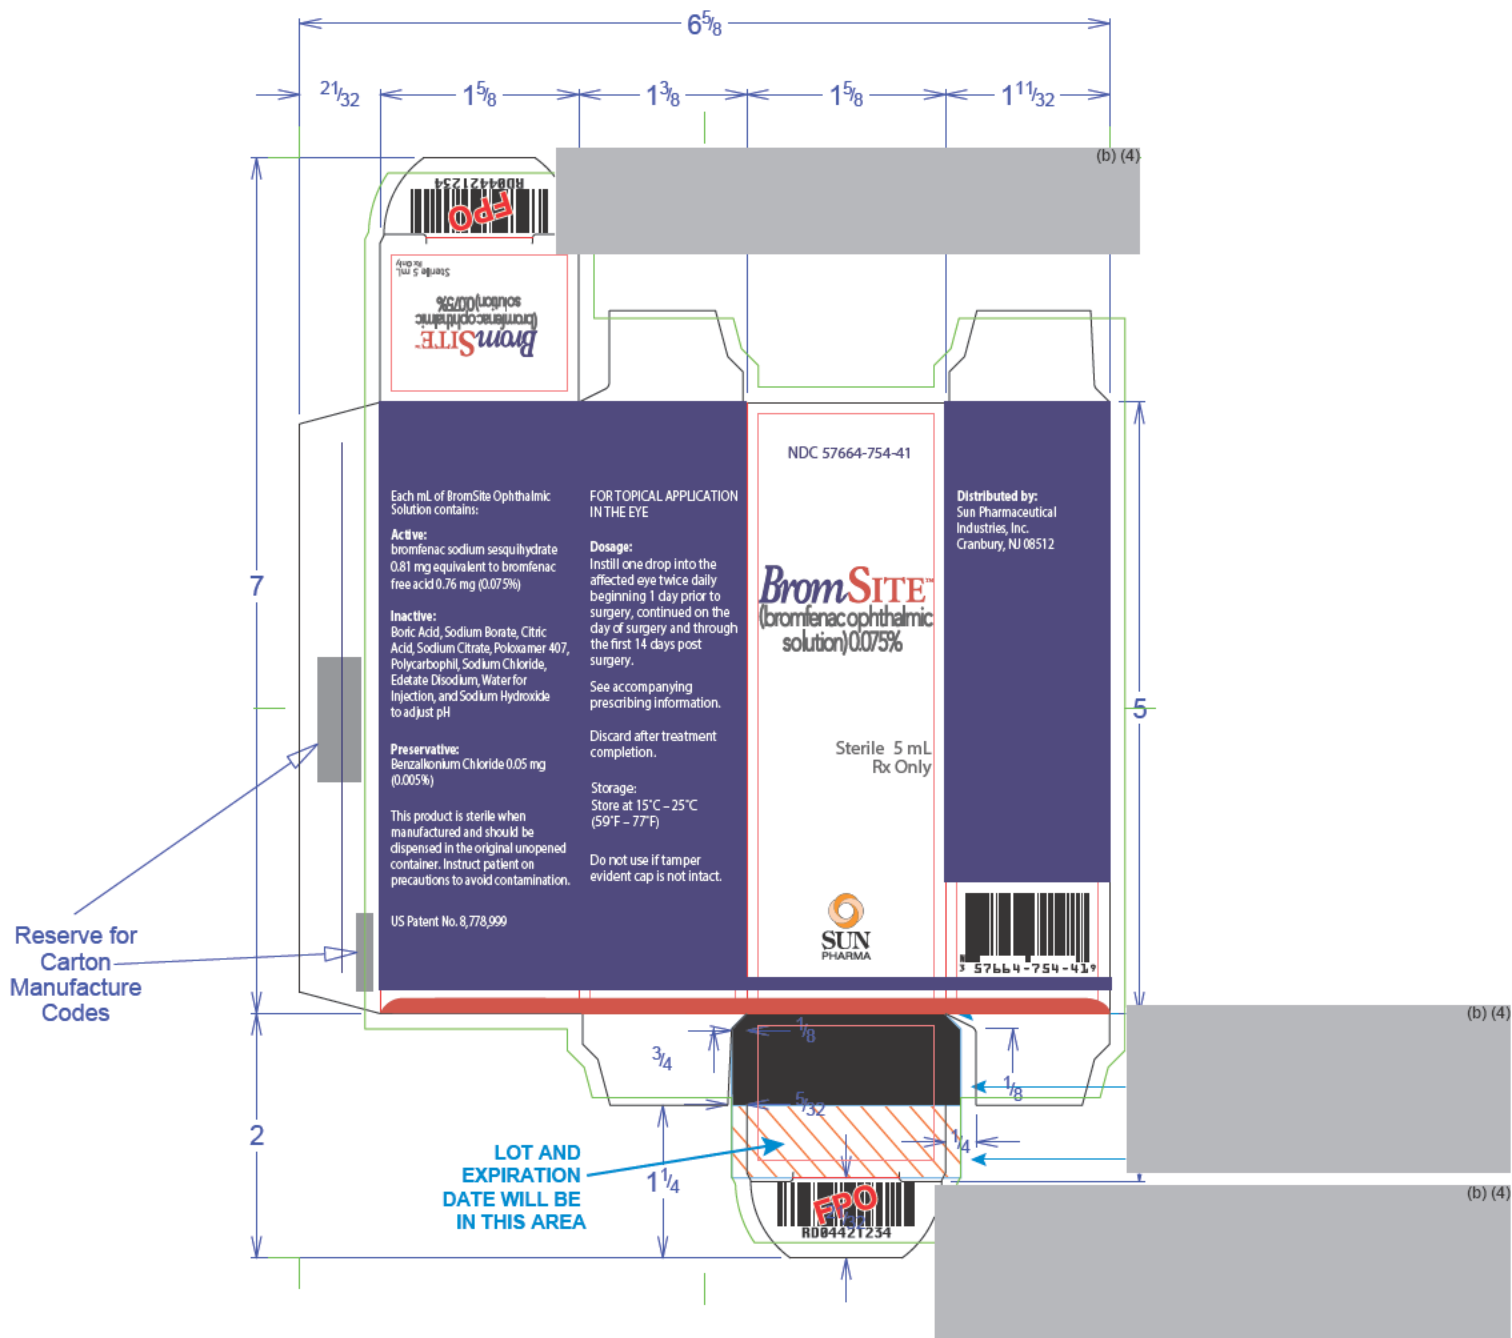 6 5/8
21/32
1 5/8
1 3/8
1 5/8
1 11/32
(b) (4)
RD04421234
FPO
Sterile 5 mL
Rx Only
BromSITE™
(bromfenac ophthalmic
solution)0.075%
7
Each mL of BromSite Ophthalmic
Solution contains:
Active:
bromfenac sodium sesquihydrate
0.81 mg equivalent to bromfenac
free acid 0.76 mg (0.075%)
Inactive:
Boric Acid, Sodium Borate, Citric
Acid, Sodium Citrate, Poloxamer 407,
Polycarbophil, Sodium Chloride,
Edetate Disodium, Water for
Injection, and Sodium Hydroxide
to adjust pH
Preservative:
Benzalkonium Chloride 0.05 mg
(0.005%)
This product is sterile when
manufactured and should be
dispensed in the original unopened
container. Instruct patient on
precautions to avoid contamination.
US Patent No. 8,778,999
FOR TOPICAL APPLICATION
IN THE EYE
Dosage:
Instill one drop into the
affected eye twice daily
beginning 1 day prior to
surgery, continued on the
day of surgery and through
the first 14 days post
surgery.
See accompanying
prescribing information.
Discard after treatment
completion.
Storage:
Store at 15°C – 25°C
(59°F – 77°F)
Do not use if tamper
evident cap is not intact.
NDC 57664-754-41
BromSITE™
(bromfenac ophthalmic
solution)0.075%
Sterile 5 mL
Rx Only
SUN
PHARMA
Distributed by:
Sun Pharmaceutical
Industries, Inc.
Cranbury, NJ 08512
N
3 57664-754-41 9
5
Reserve for
Carton
Manufacture
Codes
(b) (4)
1/8
3/4
1/8
5/32
1/4
2
LOT AND
EXPIRATION
DATE WILL BE
IN THIS AREA
1 1/4
FPO
RD04421234
(b) (4)